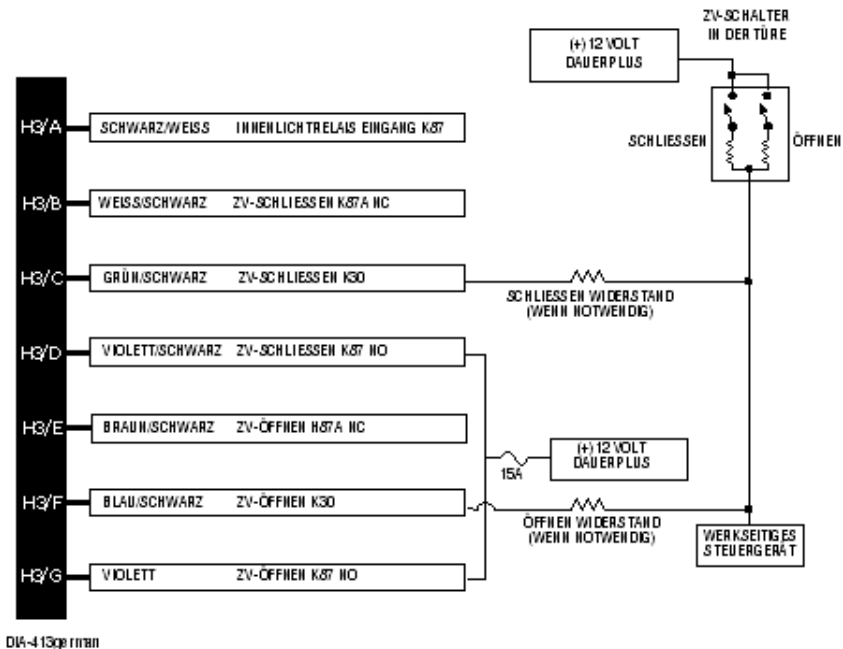 ZV-SCHALTER
IN DER TÜRE
(+) 12 VOLT
DAUERPLUS
SCHLIESSEN
ÖFFNEN
H3/A SCHWARZ/WEISS INNENLICHTRELAIS EINGANG K87
H3/B WEISS/SCHWARZ ZV-SCHLIESSEN K87A NC
H3/C GRÜN/SCHWARZ ZV-SCHLIESSEN K30
SCHLIESSEN WIDERSTAND
(WENN NOTWENDIG)
H3/D VIOLETT/SCHWARZ ZV-SCHLIESSEN K87 NO
H3/E BRAUN/SCHWARZ ZV-ÖFFNEN H87A NC
15A
(+) 12 VOLT
DAUERPLUS
H3/F BLAU/SCHWARZ ZV-ÖFFNEN K30
ÖFFNEN WIDERSTAND
(WENN NOTWENDIG)
WERKSEITIGES
STEUERGERÄT
H3/G VIOLETT ZV-ÖFFNEN K87 NO
DIA-413german